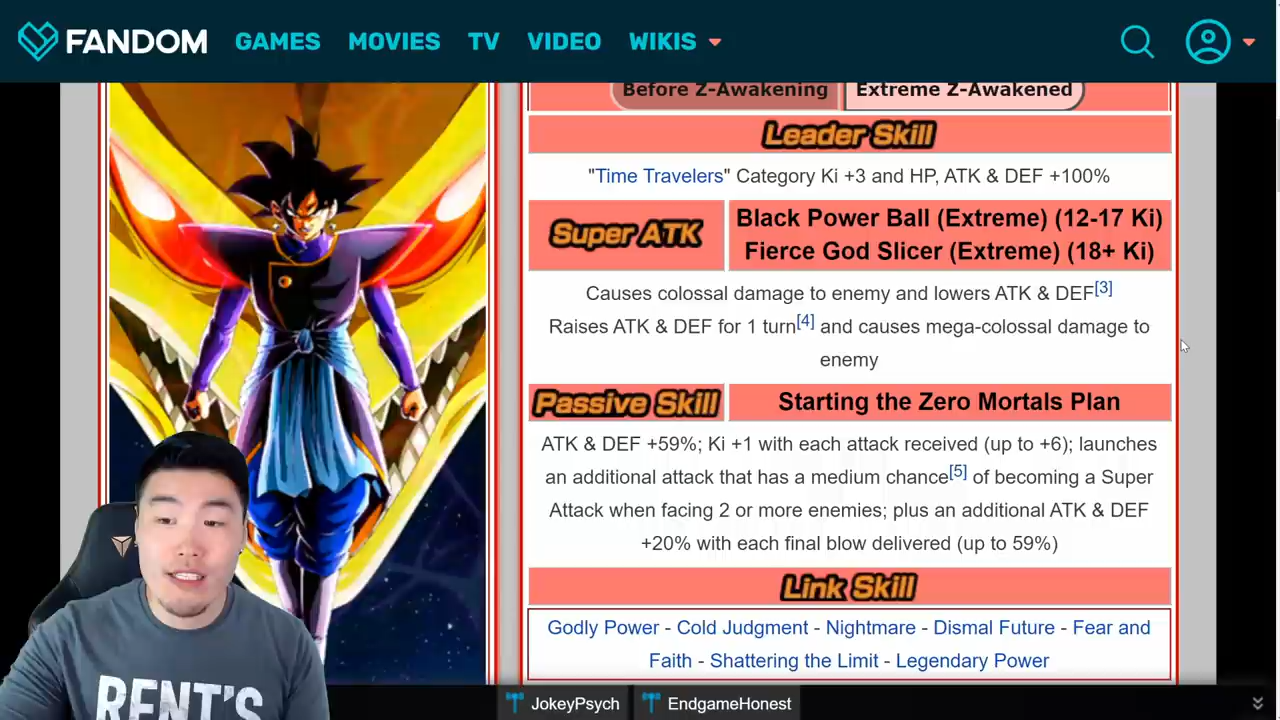 FANDOM GAMES MOVIES TV VIDEO WIKIS
Before Z-Awakening Extreme Z-Awakened
Leader Skill
"Time Travelers" Category Ki +3 and HP, ATK & DEF +100%
Super ATK
Black Power Ball (Extreme) (12-17 Ki)
Fierce God Slicer (Extreme) (18+ Ki)
Causes colossal damage to enemy and lowers ATK & DEF[3]
Raises ATK & DEF for 1 turn[4] and causes mega-colossal damage to
enemy
Passive Skill
Starting the Zero Mortals Plan
ATK & DEF +59%; Ki +1 with each attack received (up to +6); launches
an additional attack that has a medium chance[5] of becoming a Super
Attack when facing 2 or more enemies; plus an additional ATK & DEF
+20% with each final blow delivered (up to 59%)
Link Skill
Godly Power - Cold Judgment - Nightmare - Dismal Future - Fear and
Faith - Shattering the Limit - Legendary Power
RENT'S
JokeyPsych EndgameHonest